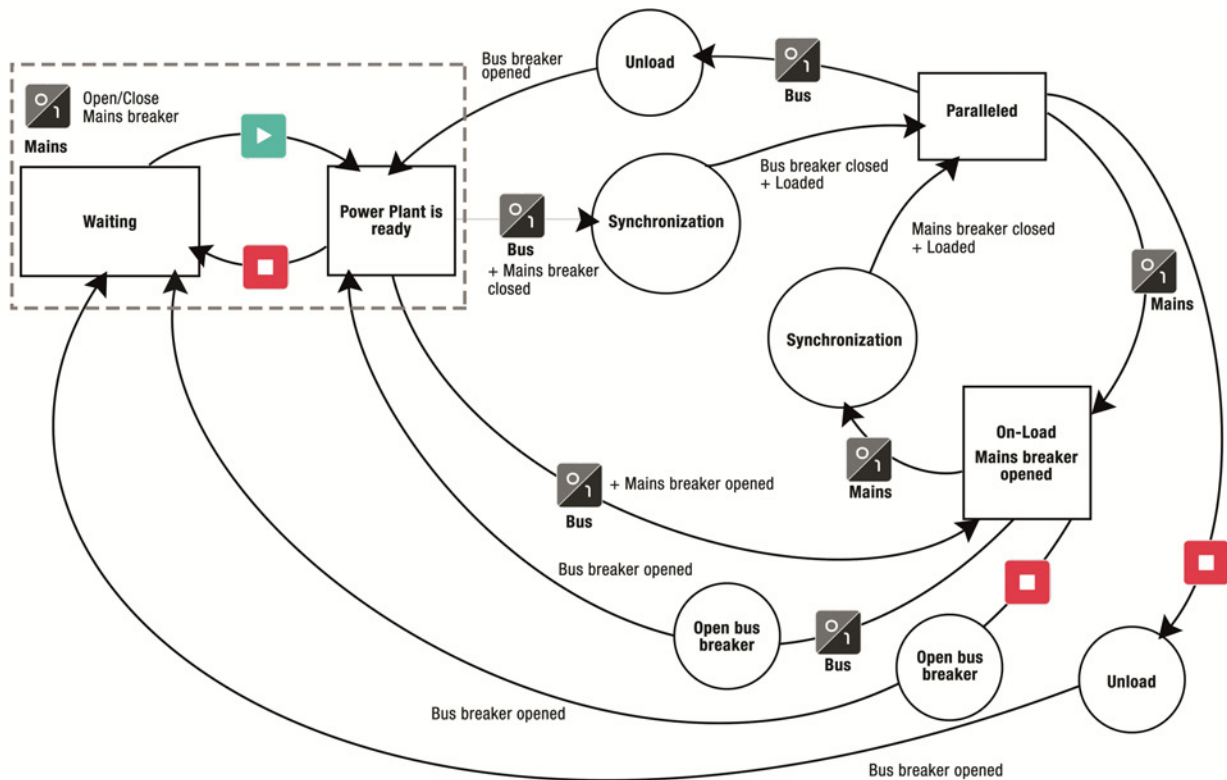 Open/Close
Mains breaker
Mains
Waiting
Power Plant is
ready
Bus breaker
opened
Unload
Bus
Paralleled
Bus
+ Mains breaker
closed
Synchronization
Bus breaker closed
+ Loaded
Mains breaker closed
+ Loaded
Mains
Synchronization
Mains
On-Load
Mains breaker
opened
+ Mains breaker opened
Bus
Bus breaker opened
Open bus
breaker
Bus
Open bus
breaker
Unload
Bus breaker opened
Bus breaker opened